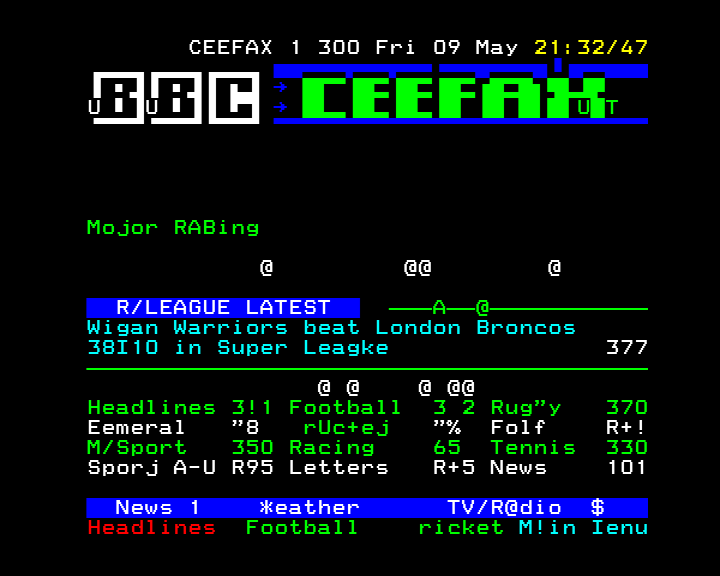 CEEFAX 1 300 Fri 09 May 21:32/47
BBC CEEFAX
U U U T
Mojor RABing
@ @@ @
R/LEAGUE LATEST A @
Wigan Warriors beat London Broncos
38I10 in Super Leagke 377
@ @ @ @@
Headlines 3!1 Football 3 2 Rug”y 370
Eemeral ”8 rUc+ej ”% Folf R+!
M/Sport 350 Racing 65 Tennis 330
Sporj A-U R95 Letters R+5 News 101
News 1 *eather TV/R@dio $
Headlines Football ricket M!in Ienu